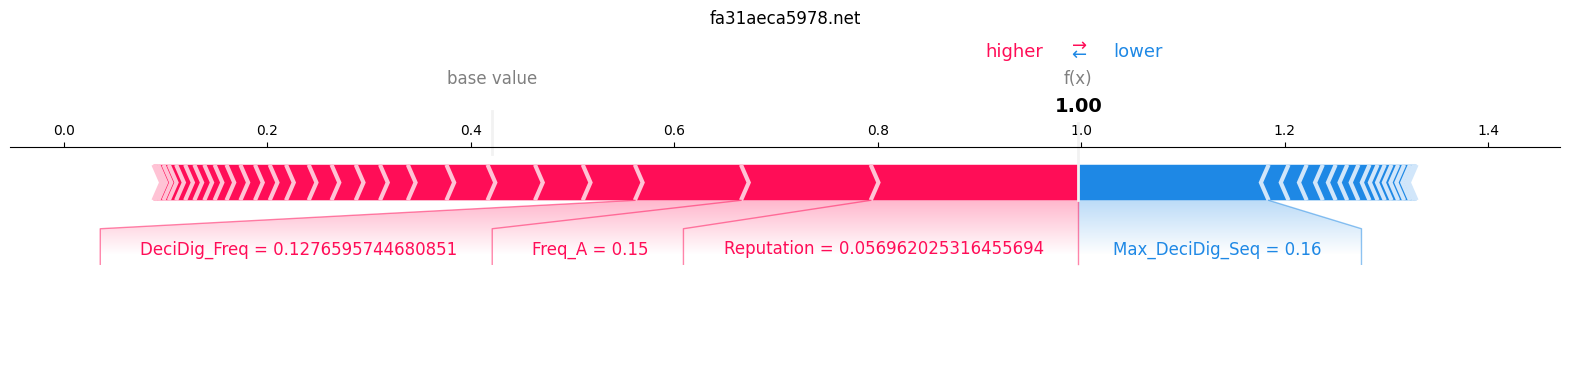 fa31aeca5978.net
higher ⇄ lower
base value f(x)
1.00
0.0 0.2 0.4 0.6 0.8 1.0 1.2 1.4
DeciDig_Freq = 0.1276595744680851 Freq_A = 0.15 Reputation = 0.056962025316455694 Max_DeciDig_Seq = 0.16